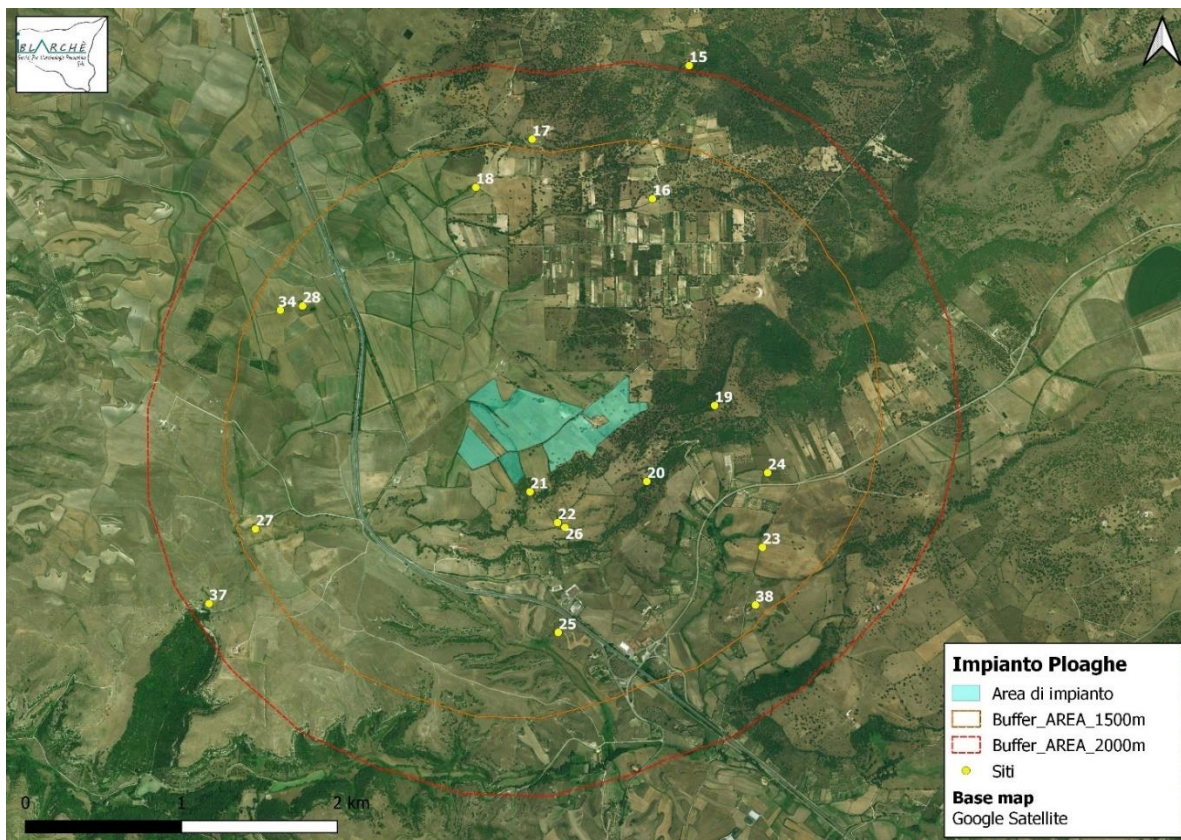 BLARCHÈ
15
17
18
16
34
28
19
24
20
21
22
26
27
23
37
38
25
Impianto Ploaghe
Area di impianto
Buffer_AREA_1500m
Buffer_AREA_2000m
Siti
Base map
Google Satellite
0
1
2 km